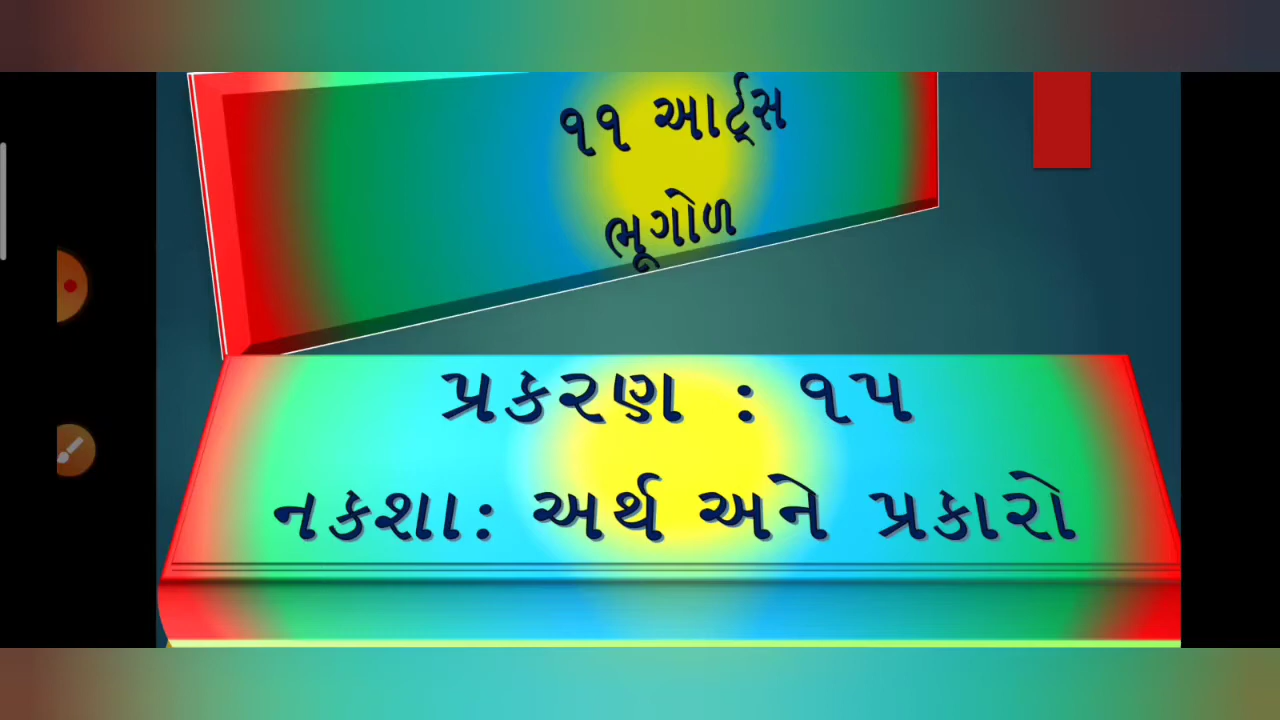 ૧૧ આર્ટ્સ
ભૂગોળ
પ્રકરણ : ૧૫
નકશા: અર્થ અને પ્રકારો